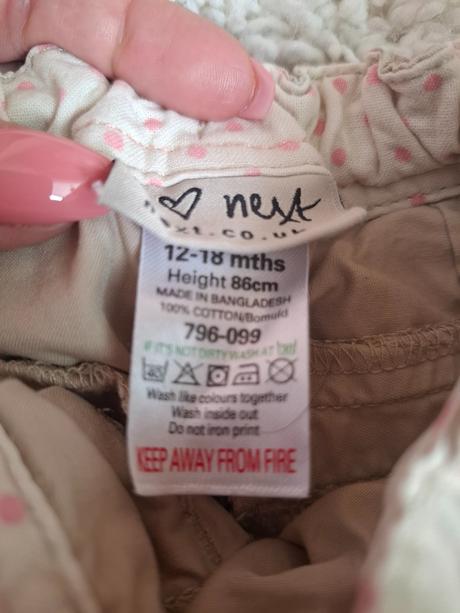 next
12-18 mths
Height 86cm
MADE IN BANGLADESH
100% COTTON/Bomuld
796-099
IF IT'S NOT DIRTY WASH AT
Wash like colours together
Wash inside out
Do not iron print
KEEP AWAY FROM FIRE